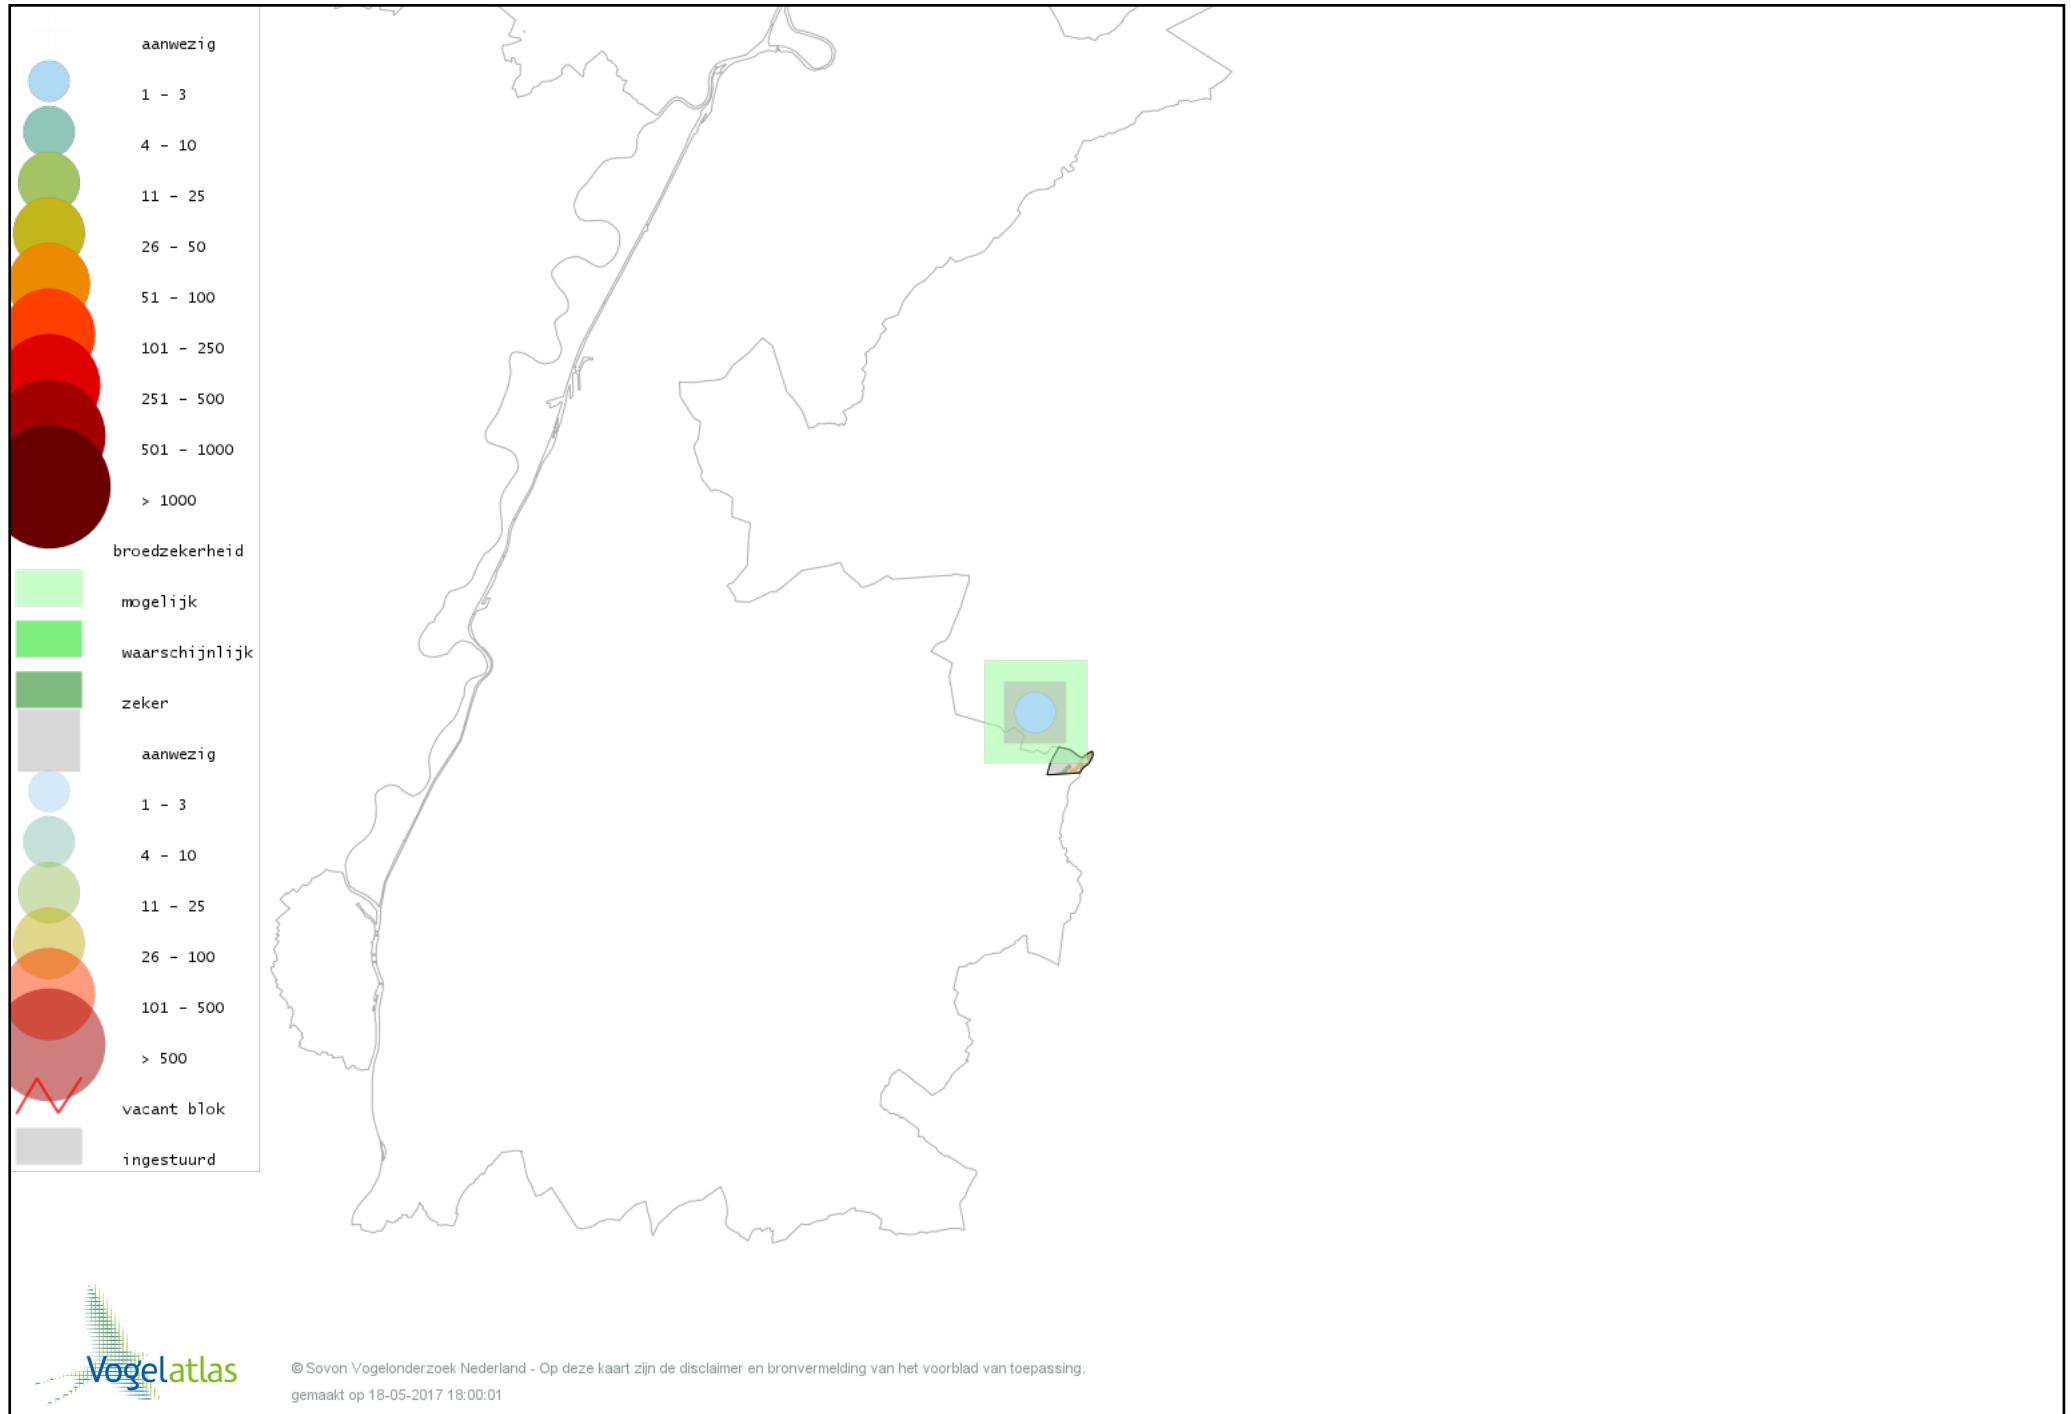 aanwezig
1 - 3
4 - 10
11 - 25
26 - 50
51 - 100
101 - 250
251 - 500
501 - 1000
> 1000
broedzekerheid
mogelijk
waarschijnlijk
zeker
aanwezig
1 - 3
4 - 10
11 - 25
26 - 100
101 - 500
> 500
vacant blok
ingestuurd
Vogelatlas
© Sovon Vogelonderzoek Nederland - Op deze kaart zijn de disclaimer en bronvermelding van het voorblad van toepassing.
gemaakt op 18-05-2017 18:00:01